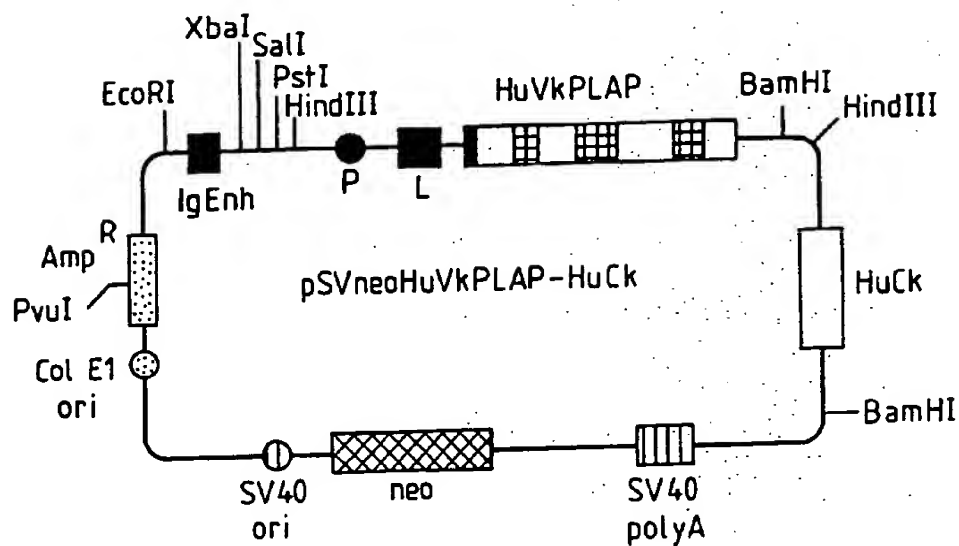 XbaI
SalI
PstI
HindIII
EcoRI
HuVkPLAP
BamHI
HindIII
IgEnh
P
L
Amp R
PvuI
pSVneoHuVkPLAP-HuCk
HuCk
Col E1
ori
BamHI
SV40
ori
neo
SV40
polyA